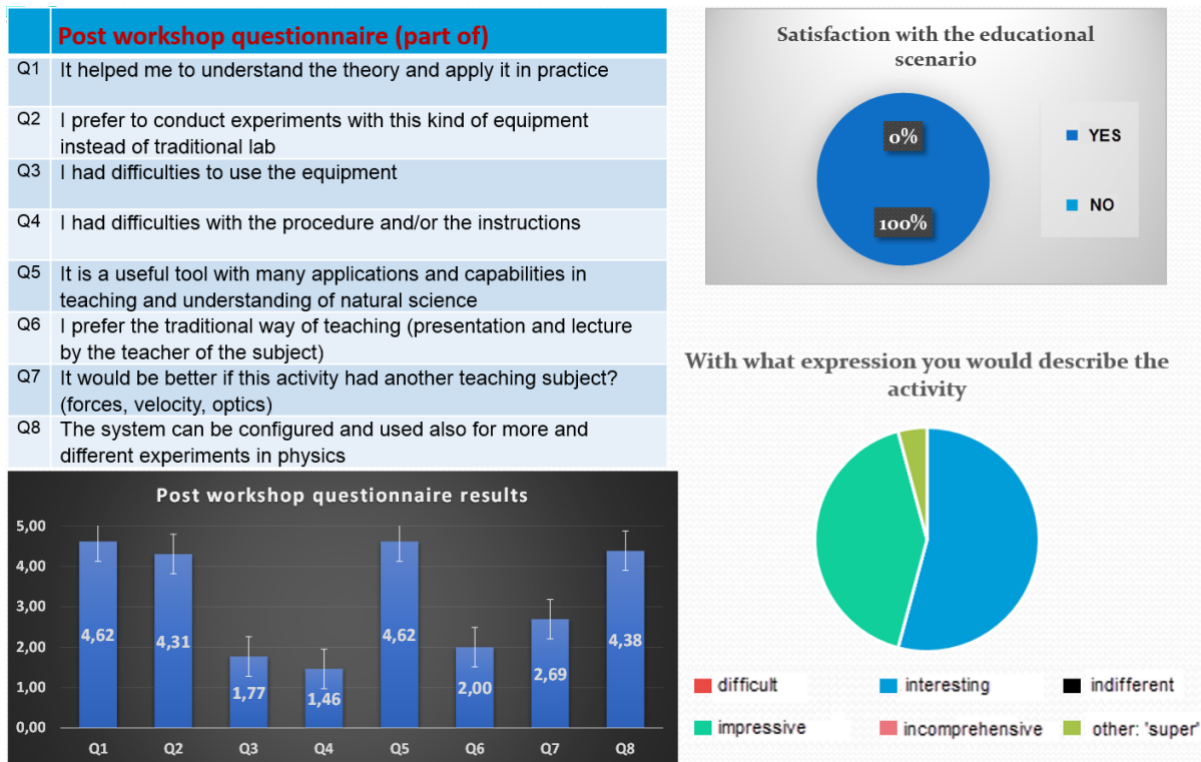 Post workshop questionnaire (part of)
Q1 It helped me to understand the theory and apply it in practice
Q2 I prefer to conduct experiments with this kind of equipment
instead of traditional lab
Q3 I had difficulties to use the equipment
Q4 I had difficulties with the procedure and/or the instructions
Q5 It is a useful tool with many applications and capabilities in
teaching and understanding of natural science
Q6 I prefer the traditional way of teaching (presentation and lecture
by the teacher of the subject)
Q7 It would be better if this activity had another teaching subject?
(forces, velocity, optics)
Q8 The system can be configured and used also for more and
different experiments in physics
Post workshop questionnaire results
5,00
4,00
3,00
2,00
1,00
0,00
4,62
4,31
1,77
1,46
4,62
2,00
2,69
4,38
Q1 Q2 Q3 Q4 Q5 Q6 Q7 Q8
Satisfaction with the educational
scenario
0%
100%
YES
NO
With what expression you would describe the
activity
difficult interesting indifferent
impressive incomprehensive other: 'super'